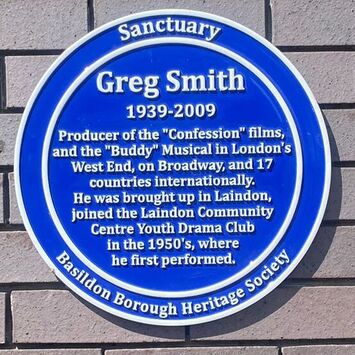 Sanctuary
Greg Smith
1939-2009
Producer of the "Confession" films,
and the "Buddy" Musical in London's
West End, on Broadway, and 17
countries internationally.
He was brought up in Laindon,
joined the Laindon Community
Centre Youth Drama Club
in the 1950's, where
he first performed.
Basildon Borough Heritage Society